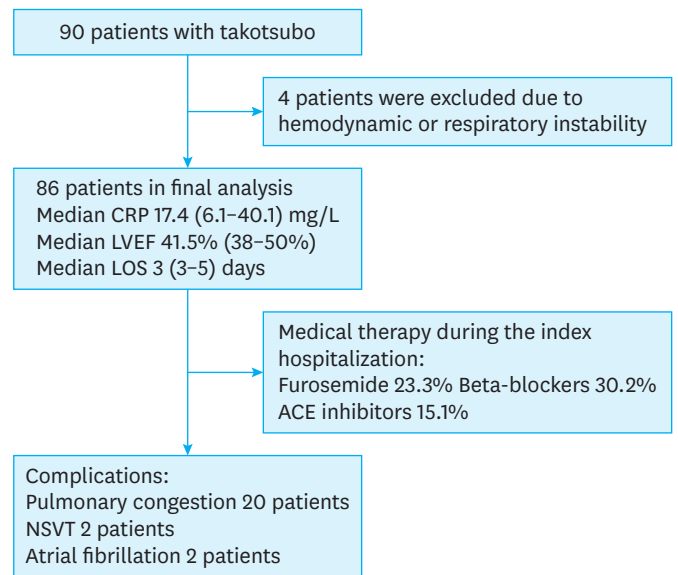 90 patients with takotsubo
4 patients were excluded due to
hemodynamic or respiratory instability
86 patients in final analysis
Median CRP 17.4 (6.1–40.1) mg/L
Median LVEF 41.5% (38–50%)
Median LOS 3 (3–5) days
Medical therapy during the index
hospitalization:
Furosemide 23.3% Beta-blockers 30.2%
ACE inhibitors 15.1%
Complications:
Pulmonary congestion 20 patients
NSVT 2 patients
Atrial fibrillation 2 patients